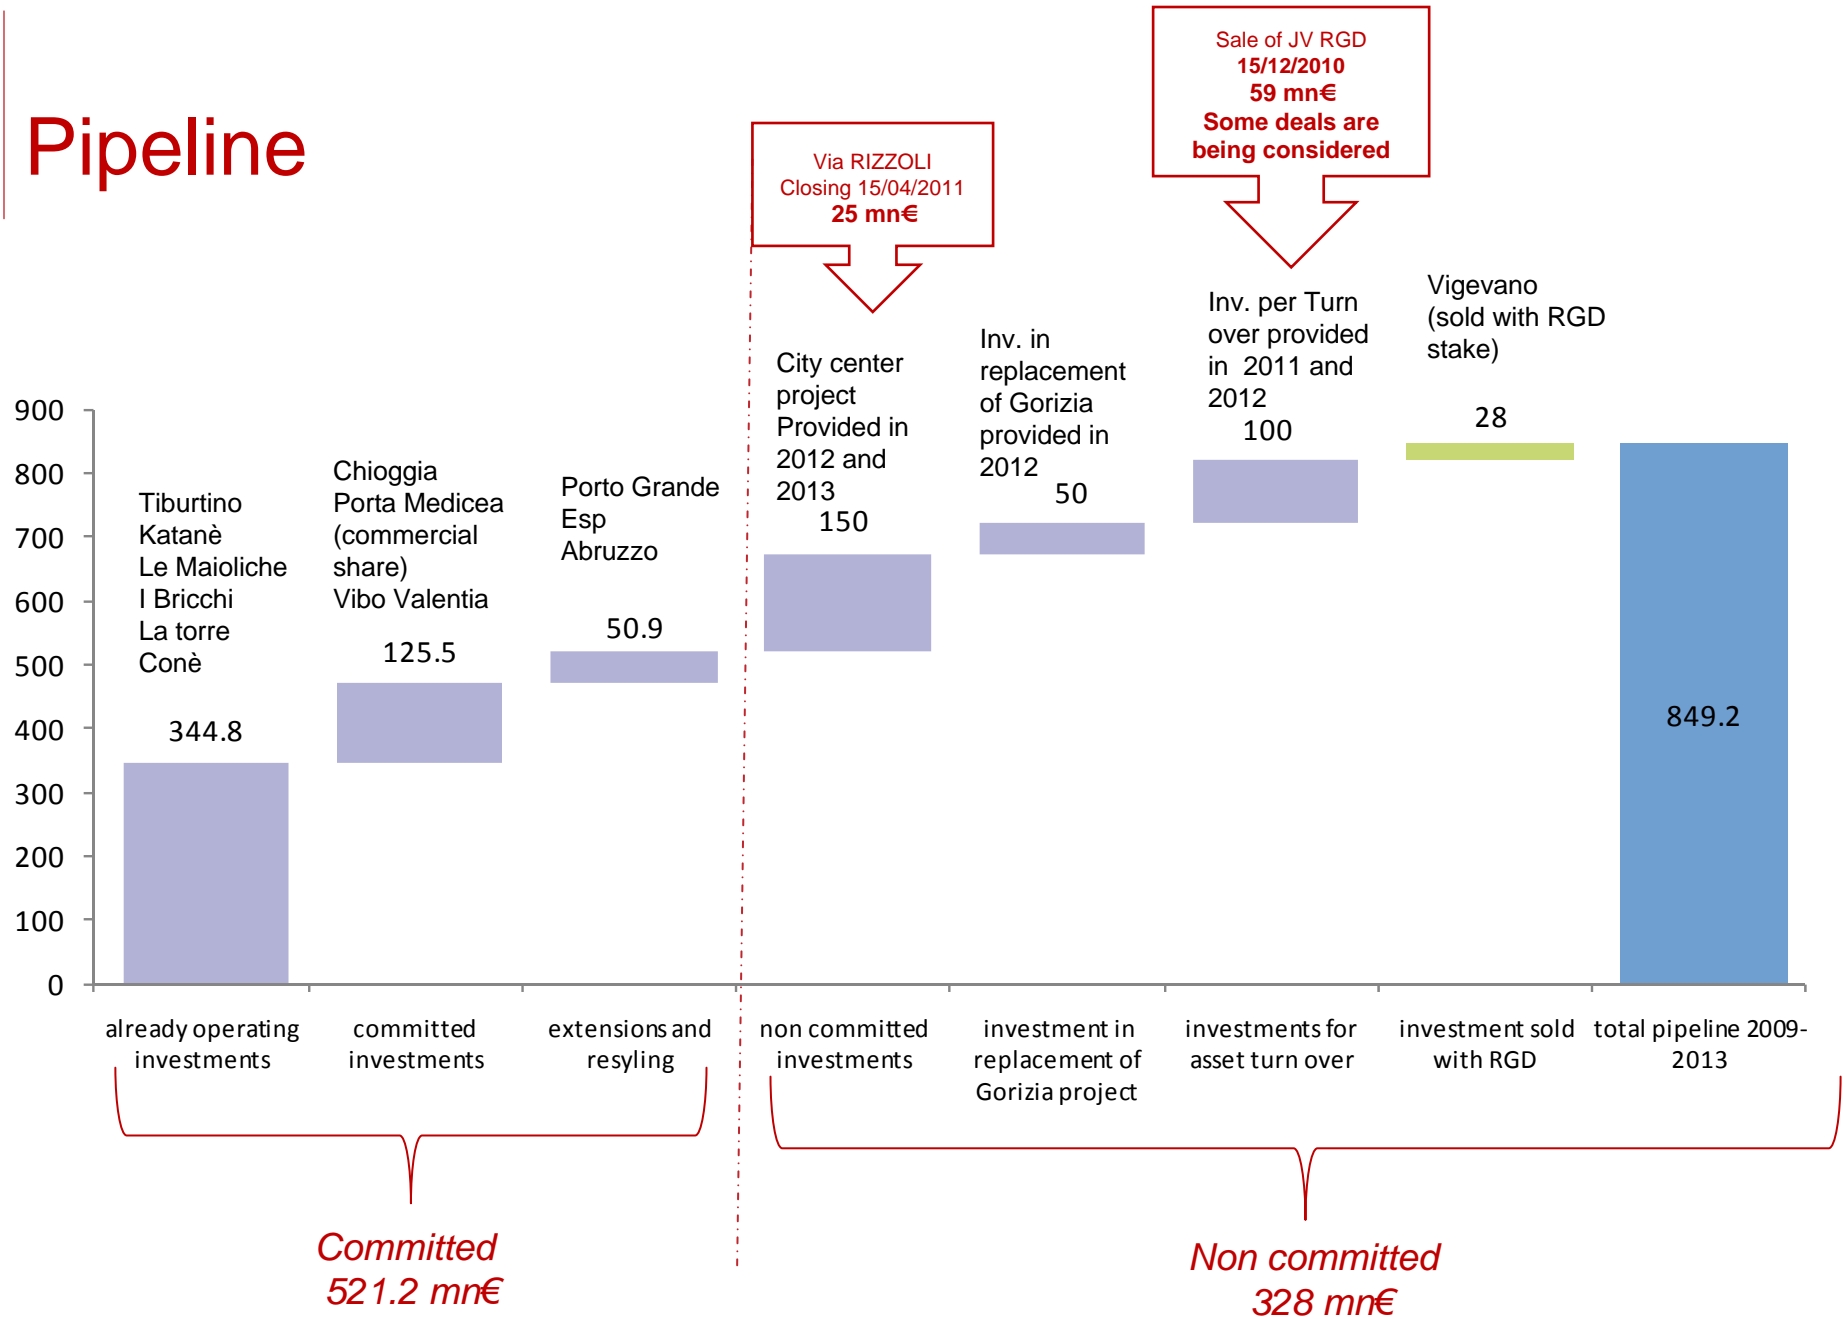 Pipeline
Sale of JV RGD
15/12/2010
59 mn€
Some deals are
being considered
Via RIZZOLI
Closing 15/04/2011
25 mn€
Tiburtino
Katanè
Le Maioliche
I Bricchi
La torre
Conè
344.8
Chioggia
Porta Medicea
(commercial
share)
Vibo Valentia
125.5
Porto Grande
Esp
Abruzzo
50.9
City center
project
Provided in
2012 and
2013
150
Inv. in
replacement
of Gorizia
provided in
2012
50
Inv. per Turn
over provided
in 2011 and
2012
100
Vigevano
(sold with RGD
stake)
28
849.2
900
800
700
600
500
400
300
200
100
0
already operating
investments
committed
investments
extensions and
resyling
non committed
investments
investment in
replacement of
Gorizia project
investments for
asset turn over
investment sold
with RGD
total pipeline 2009-
2013
Committed
521.2 mn€
Non committed
328 mn€